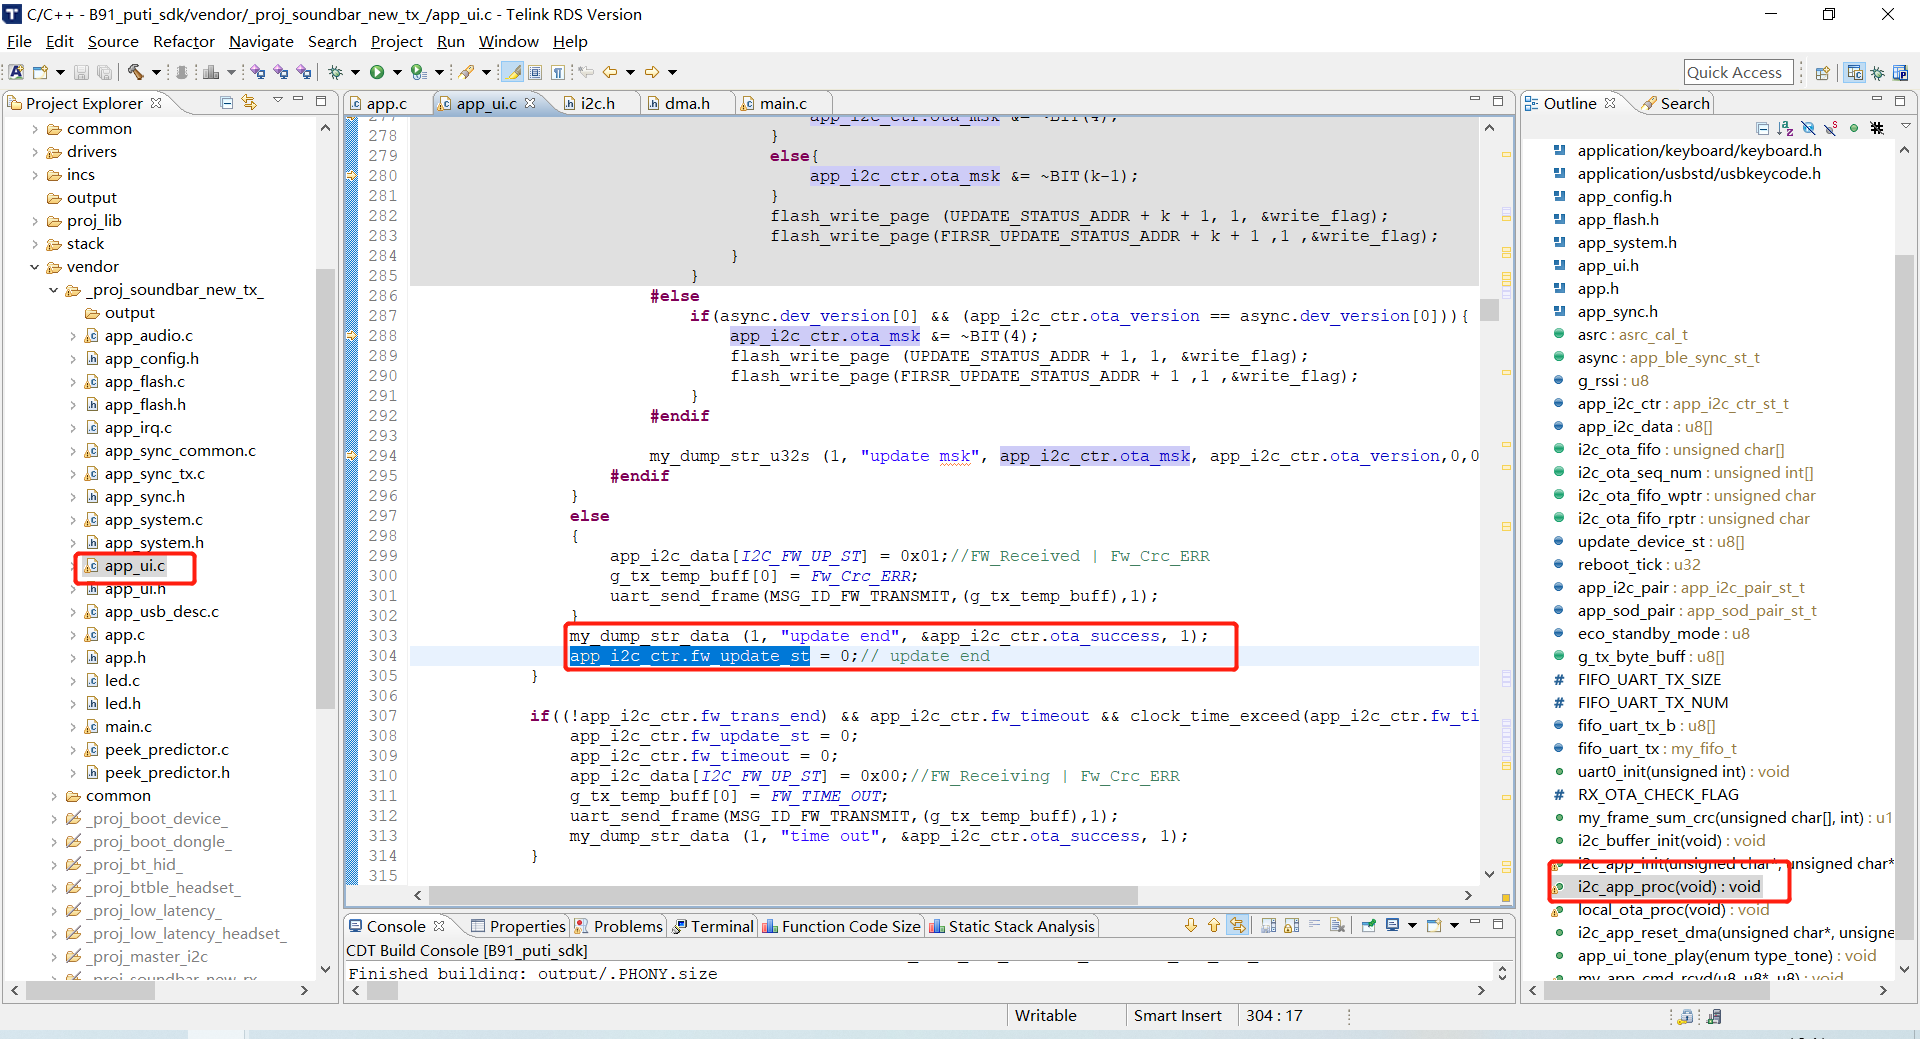 C/C++ - B91_puti_sdk/vendor/_proj_soundbar_new_tx_/app_ui.c - Telink RDS Version
File Edit Source Refactor Navigate Search Project Run Window Help
Quick Access
Project Explorer
common
drivers
incs
output
proj_lib
stack
vendor
_proj_soundbar_new_tx_
output
app_audio.c
app_config.h
app_flash.c
app_flash.h
app_irq.c
app_sync_common.c
app_sync_tx.c
app_sync.h
app_system.c
app_system.h
app_ui.c
app_ui.h
app_usb_desc.c
app.c
app.h
led.c
led.h
main.c
peek_predictor.c
peek_predictor.h
common
_proj_boot_device_
_proj_boot_dongle_
_proj_bt_hid_
_proj_btble_headset_
_proj_low_latency_
_proj_low_latency_headset_
_proj_master_i2c
_proj_soundbar_new_rx_
app.c app_ui.c i2c.h dma.h main.c
277 app_i2c_ctr.ota_msk &= ~BIT(4);
278 }
279 else{
280 app_i2c_ctr.ota_msk &= ~BIT(k-1);
281 }
282 flash_write_page (UPDATE_STATUS_ADDR + k + 1, 1, &write_flag);
283 flash_write_page(FIRSR_UPDATE_STATUS_ADDR + k + 1 ,1 ,&write_flag);
284 }
285 }
286 #else
287 if(async.dev_version[0] && (app_i2c_ctr.ota_version == async.dev_version[0])){
288 app_i2c_ctr.ota_msk &= ~BIT(4);
289 flash_write_page (UPDATE_STATUS_ADDR + 1, 1, &write_flag);
290 flash_write_page(FIRSR_UPDATE_STATUS_ADDR + 1 ,1 ,&write_flag);
291 }
292 #endif
293
294 my_dump_str_u32s (1, "update msk", app_i2c_ctr.ota_msk, app_i2c_ctr.ota_version,0,0
295 #endif
296 }
297 else
298 {
299 app_i2c_data[I2C_FW_UP_ST] = 0x01;//FW_Received | Fw_Crc_ERR
300 g_tx_temp_buff[0] = Fw_Crc_ERR;
301 uart_send_frame(MSG_ID_FW_TRANSMIT,(g_tx_temp_buff),1);
302 }
303 my_dump_str_data (1, "update end", &app_i2c_ctr.ota_success, 1);
304 app_i2c_ctr.fw_update_st = 0;// update end
305 }
306
307 if((!app_i2c_ctr.fw_trans_end) && app_i2c_ctr.fw_timeout && clock_time_exceed(app_i2c_ctr.fw_ti
308 app_i2c_ctr.fw_update_st = 0;
309 app_i2c_ctr.fw_timeout = 0;
310 app_i2c_data[I2C_FW_UP_ST] = 0x00;//FW_Receiving | Fw_Crc_ERR
311 g_tx_temp_buff[0] = FW_TIME_OUT;
312 uart_send_frame(MSG_ID_FW_TRANSMIT,(g_tx_temp_buff),1);
313 my_dump_str_data (1, "time out", &app_i2c_ctr.ota_success, 1);
314 }
315
Console Properties Problems Terminal Function Code Size Static Stack Analysis
CDT Build Console [B91_puti_sdk]
Finished building: output/.PHONY.size
Outline Search
application/keyboard/keyboard.h
application/usbstd/usbkeycode.h
app_config.h
app_flash.h
app_system.h
app_ui.h
app.h
app_sync.h
asrc : asrc_cal_t
async : app_ble_sync_st_t
g_rssi : u8
app_i2c_ctr : app_i2c_ctr_st_t
app_i2c_data : u8[]
i2c_ota_fifo : unsigned char[]
i2c_ota_seq_num : unsigned int[]
i2c_ota_fifo_wptr : unsigned char
i2c_ota_fifo_rptr : unsigned char
update_device_st : u8[]
reboot_tick : u32
app_i2c_pair : app_i2c_pair_st_t
app_sod_pair : app_sod_pair_st_t
eco_standby_mode : u8
g_tx_byte_buff : u8[]
FIFO_UART_TX_SIZE
FIFO_UART_TX_NUM
fifo_uart_tx_b : u8[]
fifo_uart_tx : my_fifo_t
uart0_init(unsigned int) : void
RX_OTA_CHECK_FLAG
my_frame_sum_crc(unsigned char[], int) : u1
i2c_buffer_init(void) : void
i2c_app_init(unsigned char*, unsigned char*
i2c_app_proc(void) : void
local_ota_proc(void) : void
i2c_app_reset_dma(unsigned char*, unsigne
app_ui_tone_play(enum type_tone) : void
my_app_cmd_rcvd(u8, u8*, u8) : void
Writable Smart Insert 304 : 17